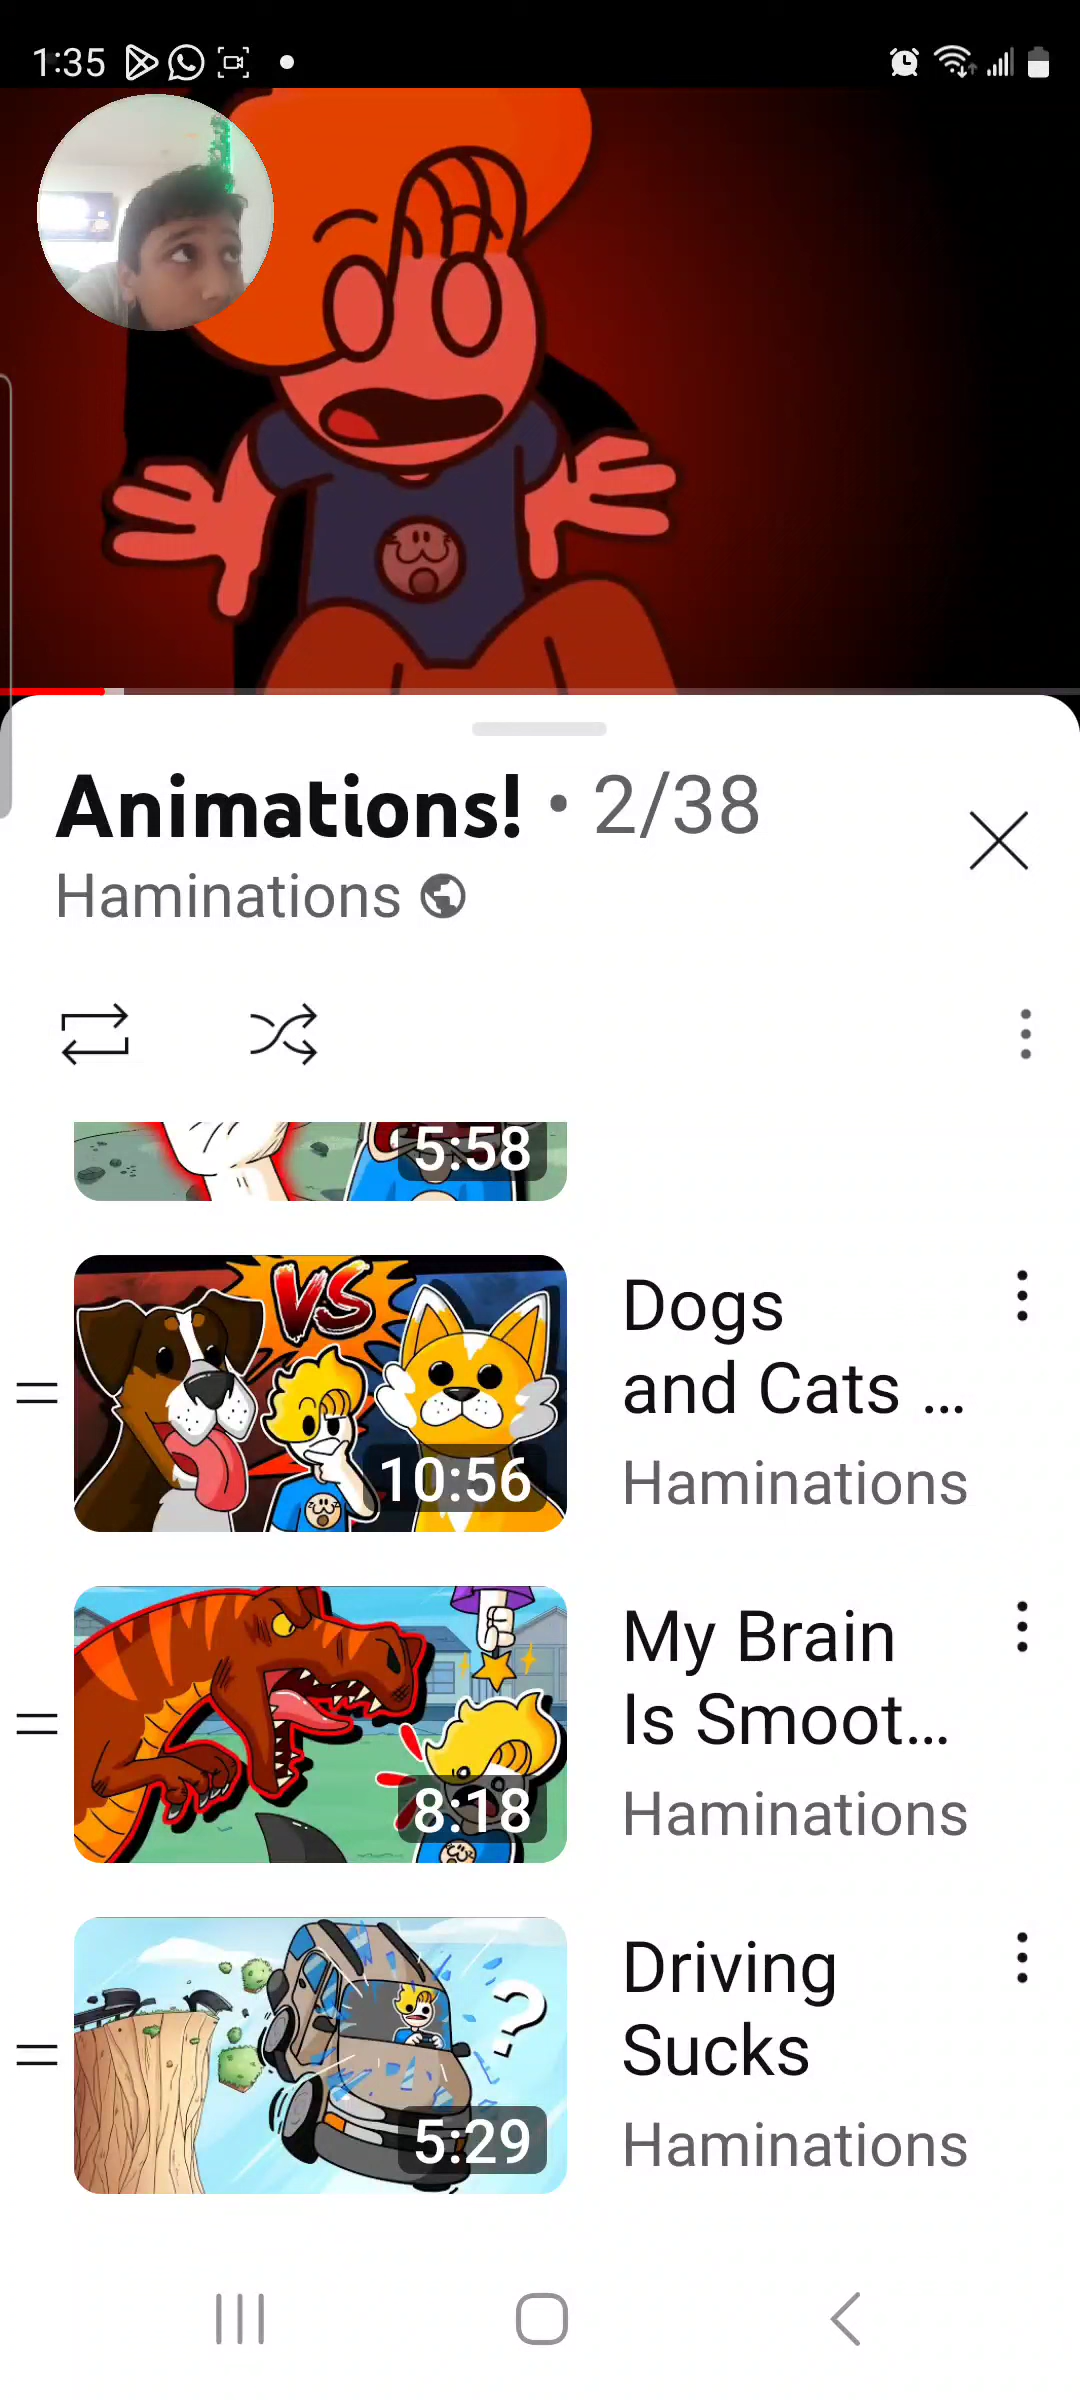 1:35
Animations! • 2/38
Haminations
5:58
VS
10:56
Dogs
and Cats ...
Haminations
8:18
My Brain
Is Smoot...
Haminations
?
5:29
Driving
Sucks
Haminations